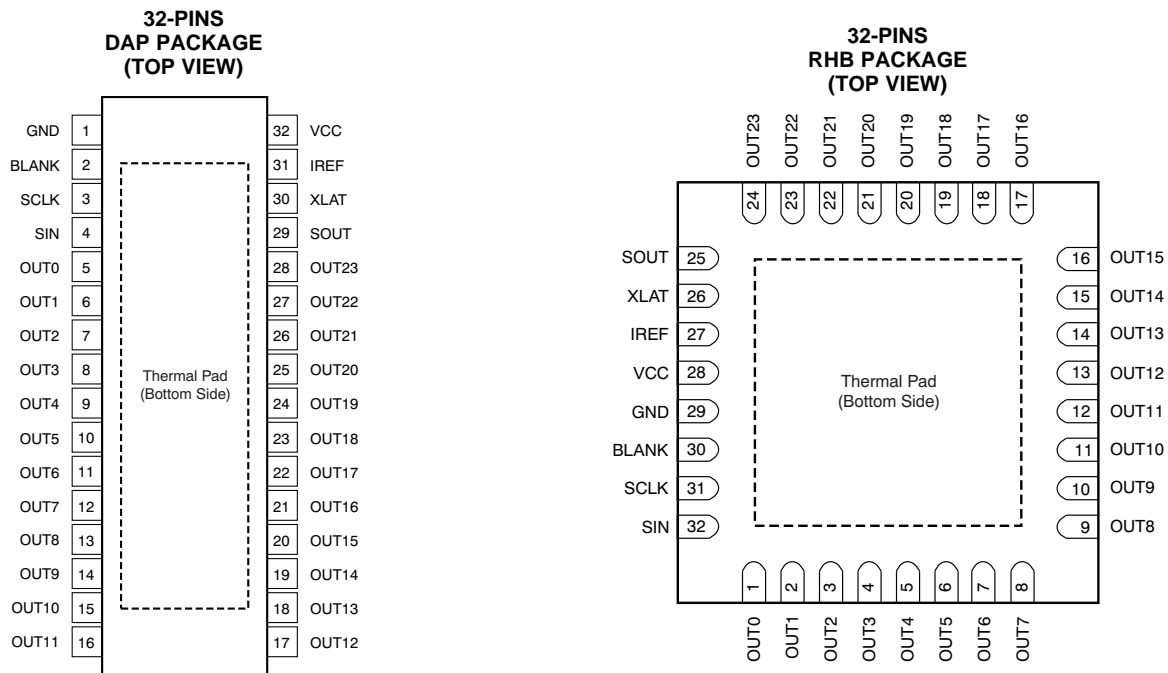 32-PINS
DAP PACKAGE
(TOP VIEW)
GND 1
BLANK 2
SCLK 3
SIN 4
OUT0 5
OUT1 6
OUT2 7
OUT3 8
OUT4 9
OUT5 10
OUT6 11
OUT7 12
OUT8 13
OUT9 14
OUT10 15
OUT11 16
Thermal Pad
(Bottom Side)
32 VCC
31 IREF
30 XLAT
29 SOUT
28 OUT23
27 OUT22
26 OUT21
25 OUT20
24 OUT19
23 OUT18
22 OUT17
21 OUT16
20 OUT15
19 OUT14
18 OUT13
17 OUT12
32-PINS
RHB PACKAGE
(TOP VIEW)
OUT23 OUT22 OUT21 OUT20 OUT19 OUT18 OUT17 OUT16
24 23 22 21 20 19 18 17
SOUT 25
XLAT 26
IREF 27
VCC 28
GND 29
BLANK 30
SCLK 31
SIN 32
Thermal Pad
(Bottom Side)
16 OUT15
15 OUT14
14 OUT13
13 OUT12
12 OUT11
11 OUT10
10 OUT9
9 OUT8
1 2 3 4 5 6 7 8
OUT0 OUT1 OUT2 OUT3 OUT4 OUT5 OUT6 OUT7